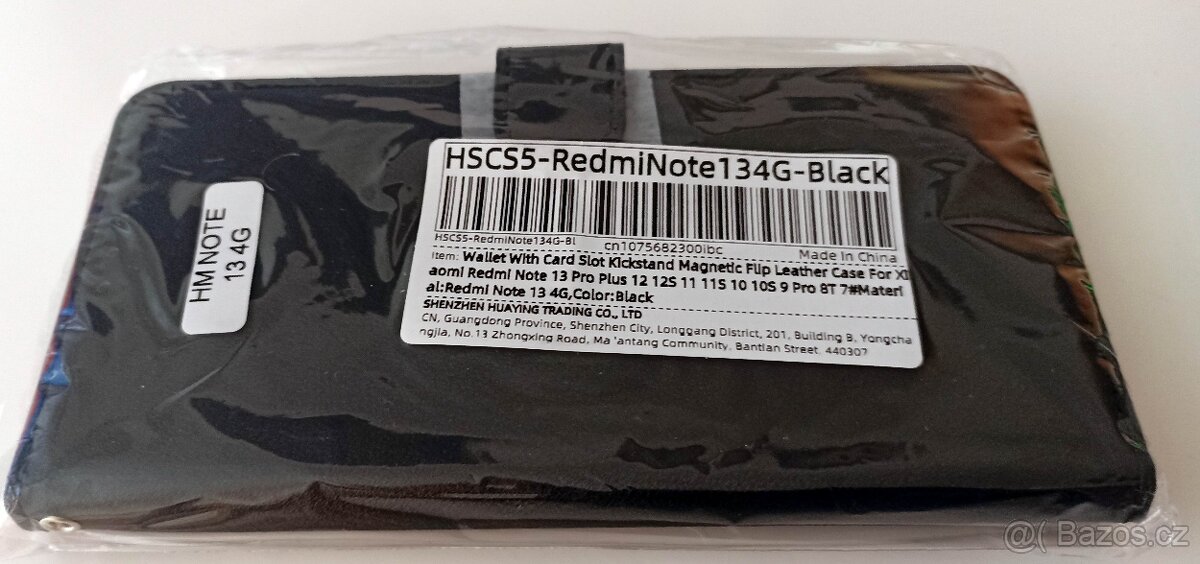 HSCS5-RedmiNote134G-Black
HSCS5-RedmiNote134G-Bl
cn1075682300ibc
Made In China
Item: Wallet With Card Slot Kickstand Magnetic Flip Leather Case For Xi
aomi Redmi Note 13 Pro Plus 12 12S 11 11S 10 10S 9 Pro 8T 7#Materi
al:Redmi Note 13 4G,Color:Black
SHENZHEN HUAYING TRADING CO., LTD
CN, Guangdong Province, Shenzhen City, Longgang District, 201, Building B, Yongcha
ngjia, No.13 Zhongxing Road, Ma 'antang Community, Bantian Street, 440307
HM NOTE
13 4G
@( Bazos.cz